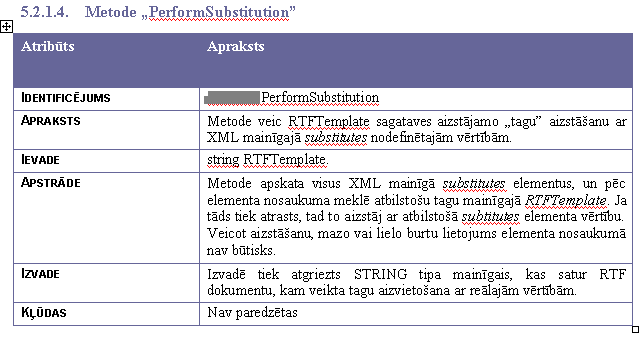 5.2.1.4. Metode „PerformSubstitution”
Atribūts Apraksts
IDENTIFICĒJUMS PerformSubstitution
APRAKSTS Metode veic RTFTemplate sagataves aizstājamo „tagu” aizstāšanu ar
XML mainīgajā substitutes nodefinētajām vērtībām.
IEVADE string RTFTemplate.
APSTRĀDE Metode apskata visus XML mainīgā substitutes elementus, un pēc
elementa nosaukuma meklē atbilstošu tagu mainīgajā RTFTemplate. Ja
tāds tiek atrasts, tad to aizstāj ar atbilstošā subtitutes elementa vērtību.
Veicot aizstāšanu, mazo vai lielo burtu lietojums elementa nosaukumā
nav būtisks.
IZVADE Izvadē tiek atgriezts STRING tipa mainīgais, kas satur RTF
dokumentu, kam veikta tagu aizvietošana ar reālajām vērtībām.
KĻŪDAS Nav paredzētas